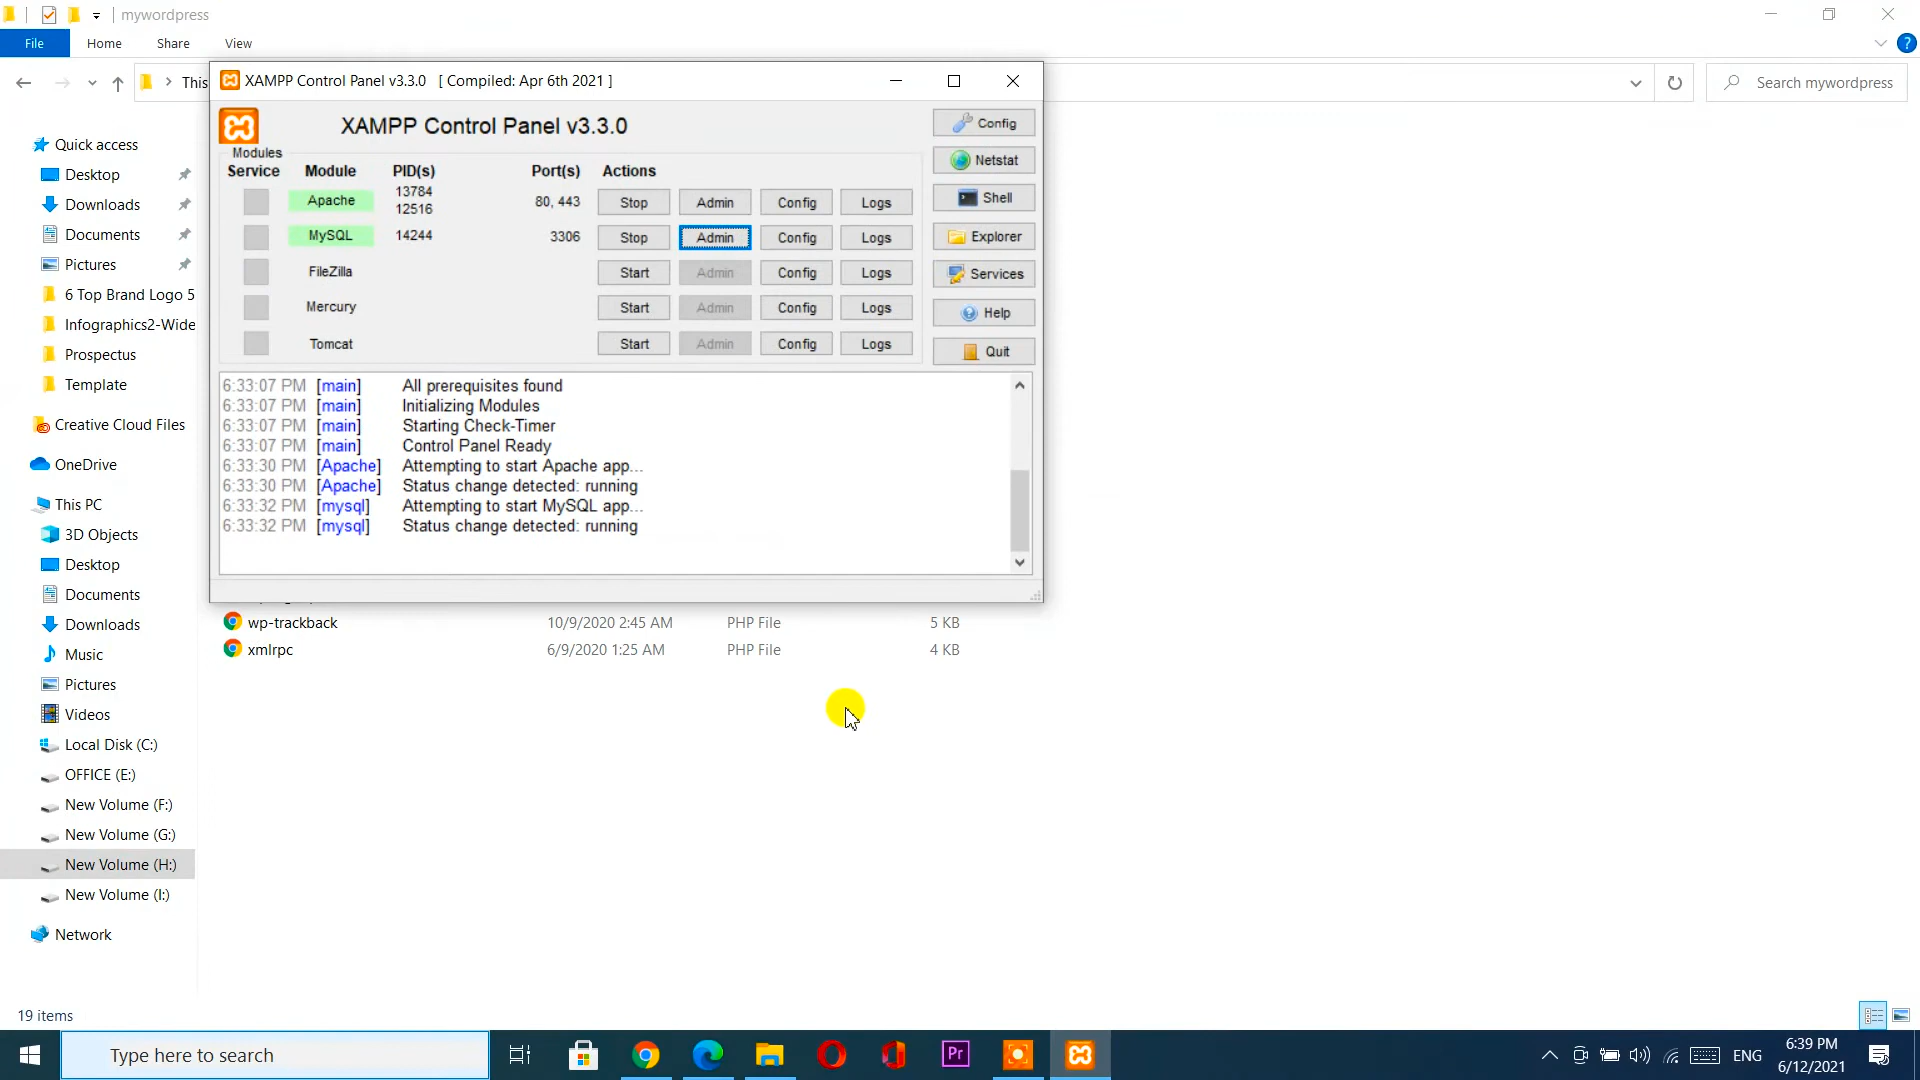 mywordpress
File Home Share View
This
Search mywordpress
XAMPP Control Panel v3.3.0 [ Compiled: Apr 6th 2021 ]
XAMPP Control Panel v3.3.0
Config
Modules
Service Module PID(s) Port(s) Actions
Netstat
Apache 13784 12516 80, 443 Stop Admin Config Logs
Shell
MySQL 14244 3306 Stop Admin Config Logs
Explorer
FileZilla Start Admin Config Logs
Services
Mercury Start Admin Config Logs
Help
Tomcat Start Admin Config Logs
Quit
6:33:07 PM [main] All prerequisites found
6:33:07 PM [main] Initializing Modules
6:33:07 PM [main] Starting Check-Timer
6:33:07 PM [main] Control Panel Ready
6:33:30 PM [Apache] Attempting to start Apache app...
6:33:30 PM [Apache] Status change detected: running
6:33:32 PM [mysql] Attempting to start MySQL app...
6:33:32 PM [mysql] Status change detected: running
wp-trackback 10/9/2020 2:45 AM PHP File 5 KB
xmlrpc 6/9/2020 1:25 AM PHP File 4 KB
Quick access
Desktop
Downloads
Documents
Pictures
6 Top Brand Logo 5
Infographics2-Wide
Prospectus
Template
Creative Cloud Files
OneDrive
This PC
3D Objects
Desktop
Documents
Downloads
Music
Pictures
Videos
Local Disk (C:)
OFFICE (E:)
New Volume (F:)
New Volume (G:)
New Volume (H:)
New Volume (I:)
Network
19 items
Type here to search
Pr
ENG
6:39 PM
6/12/2021